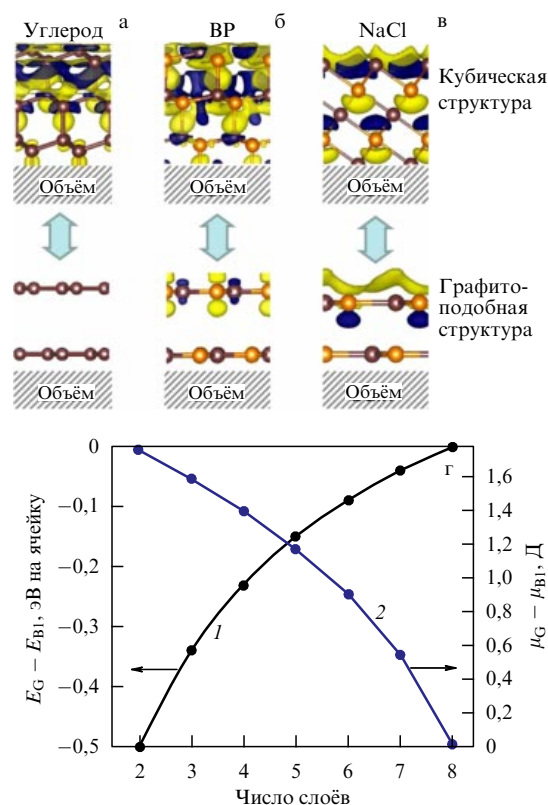 Углерод а BP б NaCl в
Кубическая
структура
Объём Объём Объём
Графито-
подобная
структура
Объём Объём Объём
г
E_G − E_B1, эВ на ячейку
0
−0,1
−0,2
−0,3
−0,4
−0,5
1
2
μ_G − μ_B1, Д
1,6
1,4
1,2
1,0
0,8
0,6
0,4
0,2
0
2 3 4 5 6 7 8
Число слоёв